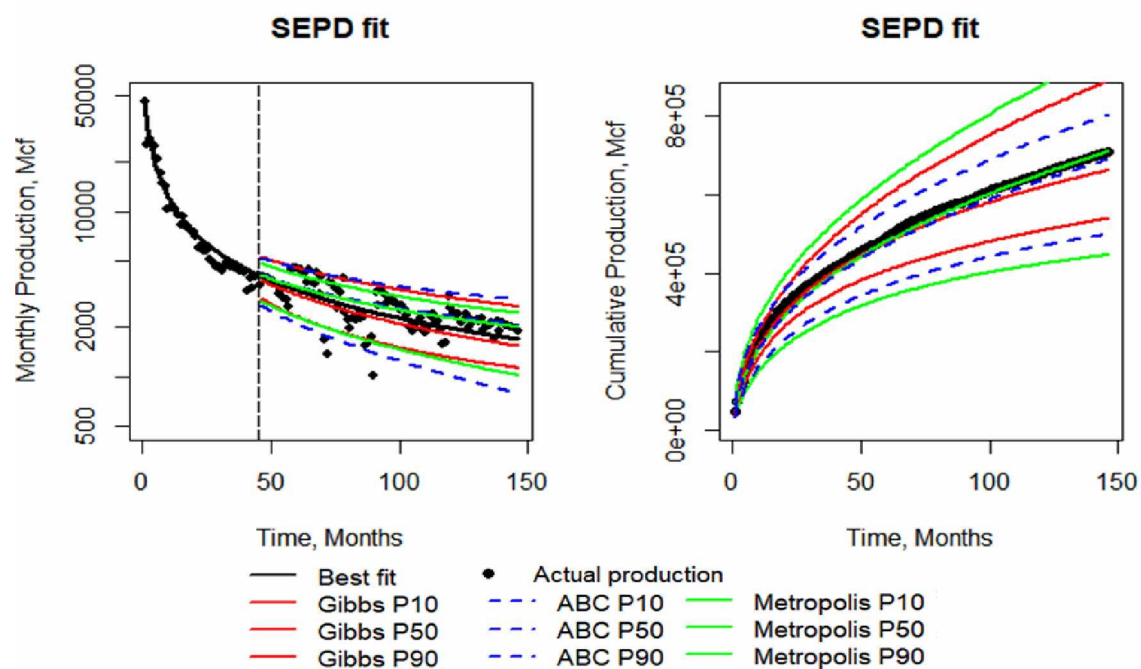 SEPD fit
SEPD fit
Monthly Production, Mcf
50000
10000
2000
500
0
50
100
150
Time, Months
Cumulative Production, Mcf
8e+05
4e+05
0e+00
0
50
100
150
Time, Months
Best fit
Actual production
Gibbs P10
ABC P10
Metropolis P10
Gibbs P50
ABC P50
Metropolis P50
Gibbs P90
ABC P90
Metropolis P90